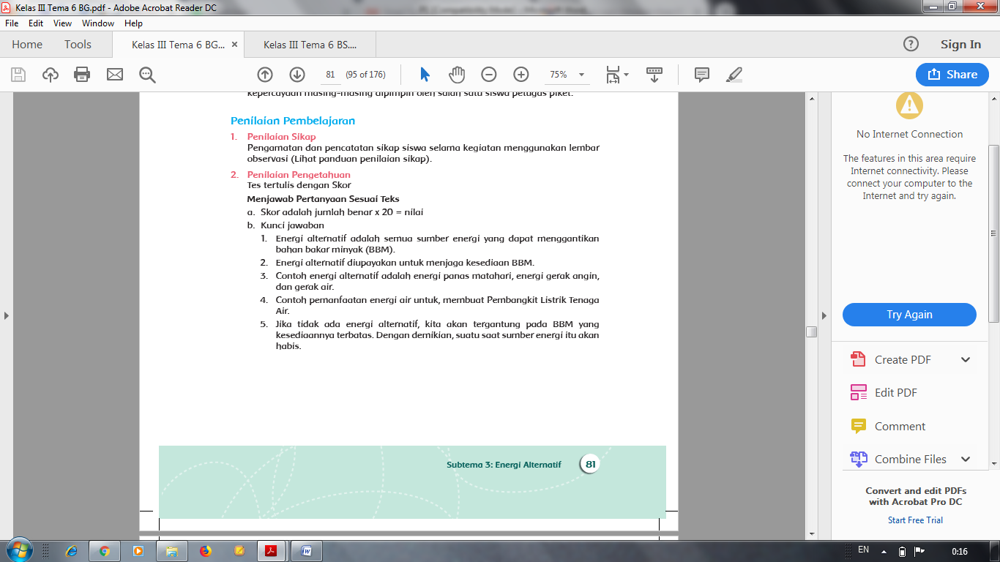 Kelas III Tema 6 BG.pdf - Adobe Acrobat Reader DC
File Edit View Window Help
Home Tools Kelas III Tema 6 BG... × Kelas III Tema 6 BS.... Sign In
81 (95 of 176) 75% Share
kepercayaan masing-masing dipimpin oleh salah satu siswa petugas piket.
Penilaian Pembelajaran
1. Penilaian Sikap
Pengamatan dan pencatatan sikap siswa selama kegiatan menggunakan lembar
observasi (Lihat panduan penilaian sikap).
2. Penilaian Pengetahuan
Tes tertulis dengan Skor
Menjawab Pertanyaan Sesuai Teks
a. Skor adalah jumlah benar x 20 = nilai
b. Kunci jawaban
1. Energi alternatif adalah semua sumber energi yang dapat menggantikan
bahan bakar minyak (BBM).
2. Energi alternatif diupayakan untuk menjaga kesediaan BBM.
3. Contoh energi alternatif adalah energi panas matahari, energi gerak angin,
dan gerak air.
4. Contoh pemanfaatan energi air untuk, membuat Pembangkit Listrik Tenaga
Air.
5. Jika tidak ada energi alternatif, kita akan tergantung pada BBM yang
kesediaannya terbatas. Dengan demikian, suatu saat sumber energi itu akan
habis.
Subtema 3: Energi Alternatif 81
No Internet Connection
The features in this area require
Internet connectivity. Please
connect your computer to the
Internet and try again.
Try Again
Create PDF
Edit PDF
Comment
Combine Files
Convert and edit PDFs
with Acrobat Pro DC
Start Free Trial
EN 0:16